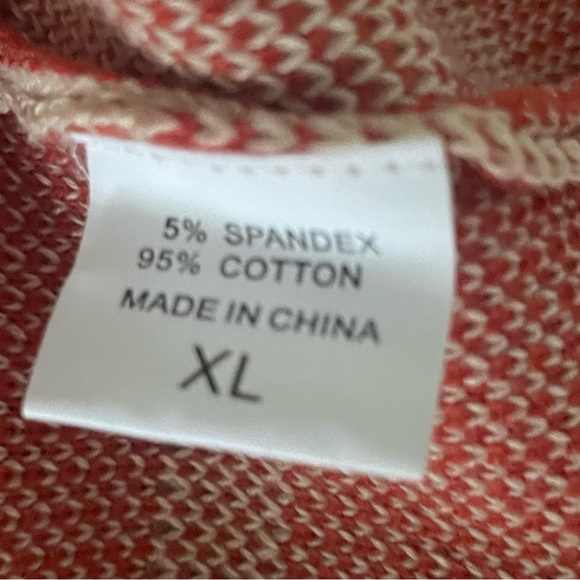 5% SPANDEX
95% COTTON
MADE IN CHINA
XL